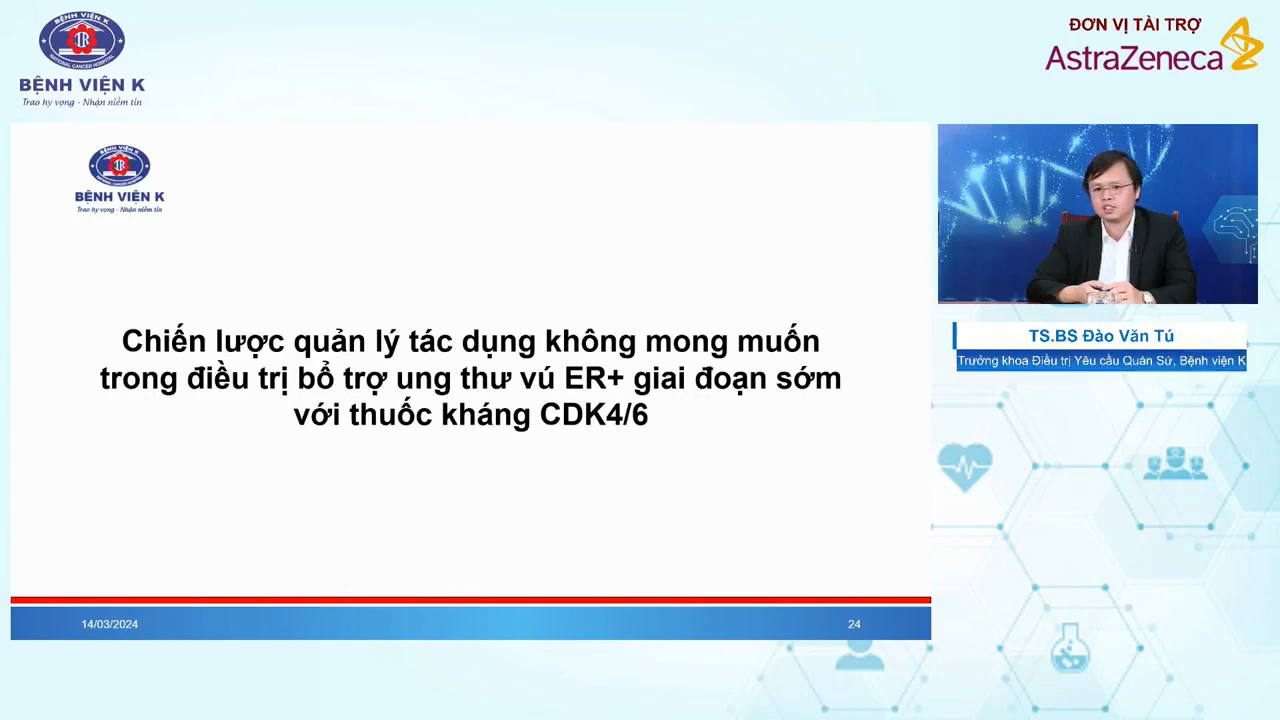 NATIONAL CANCER HOSPITAL
BỆNH VIỆN K
Trao hy vọng - Nhận niềm tin
ĐƠN VỊ TÀI TRỢ
AstraZeneca
BỆNH VIỆN K
Trao hy vọng - Nhận niềm tin
Chiến lược quản lý tác dụng không mong muốn
trong điều trị bổ trợ ung thư vú ER+ giai đoạn sớm
với thuốc kháng CDK4/6
TS.BS Đào Văn Tú
Trưởng khoa Điều trị Yêu cầu Quán Sứ, Bệnh viện K
14/03/2024
24